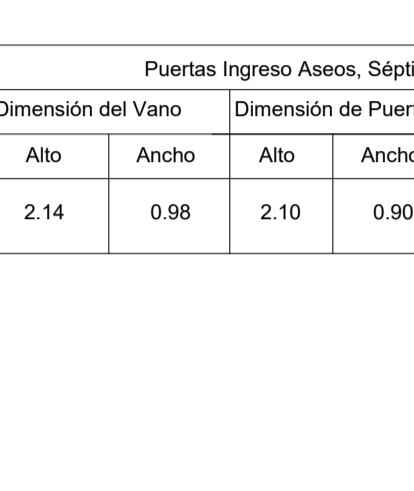 Puertas Ingreso Aseos, Sépti
Dimensión del Vano Dimensión de Puert
Alto Ancho Alto Ancho
2.14 0.98 2.10 0.90